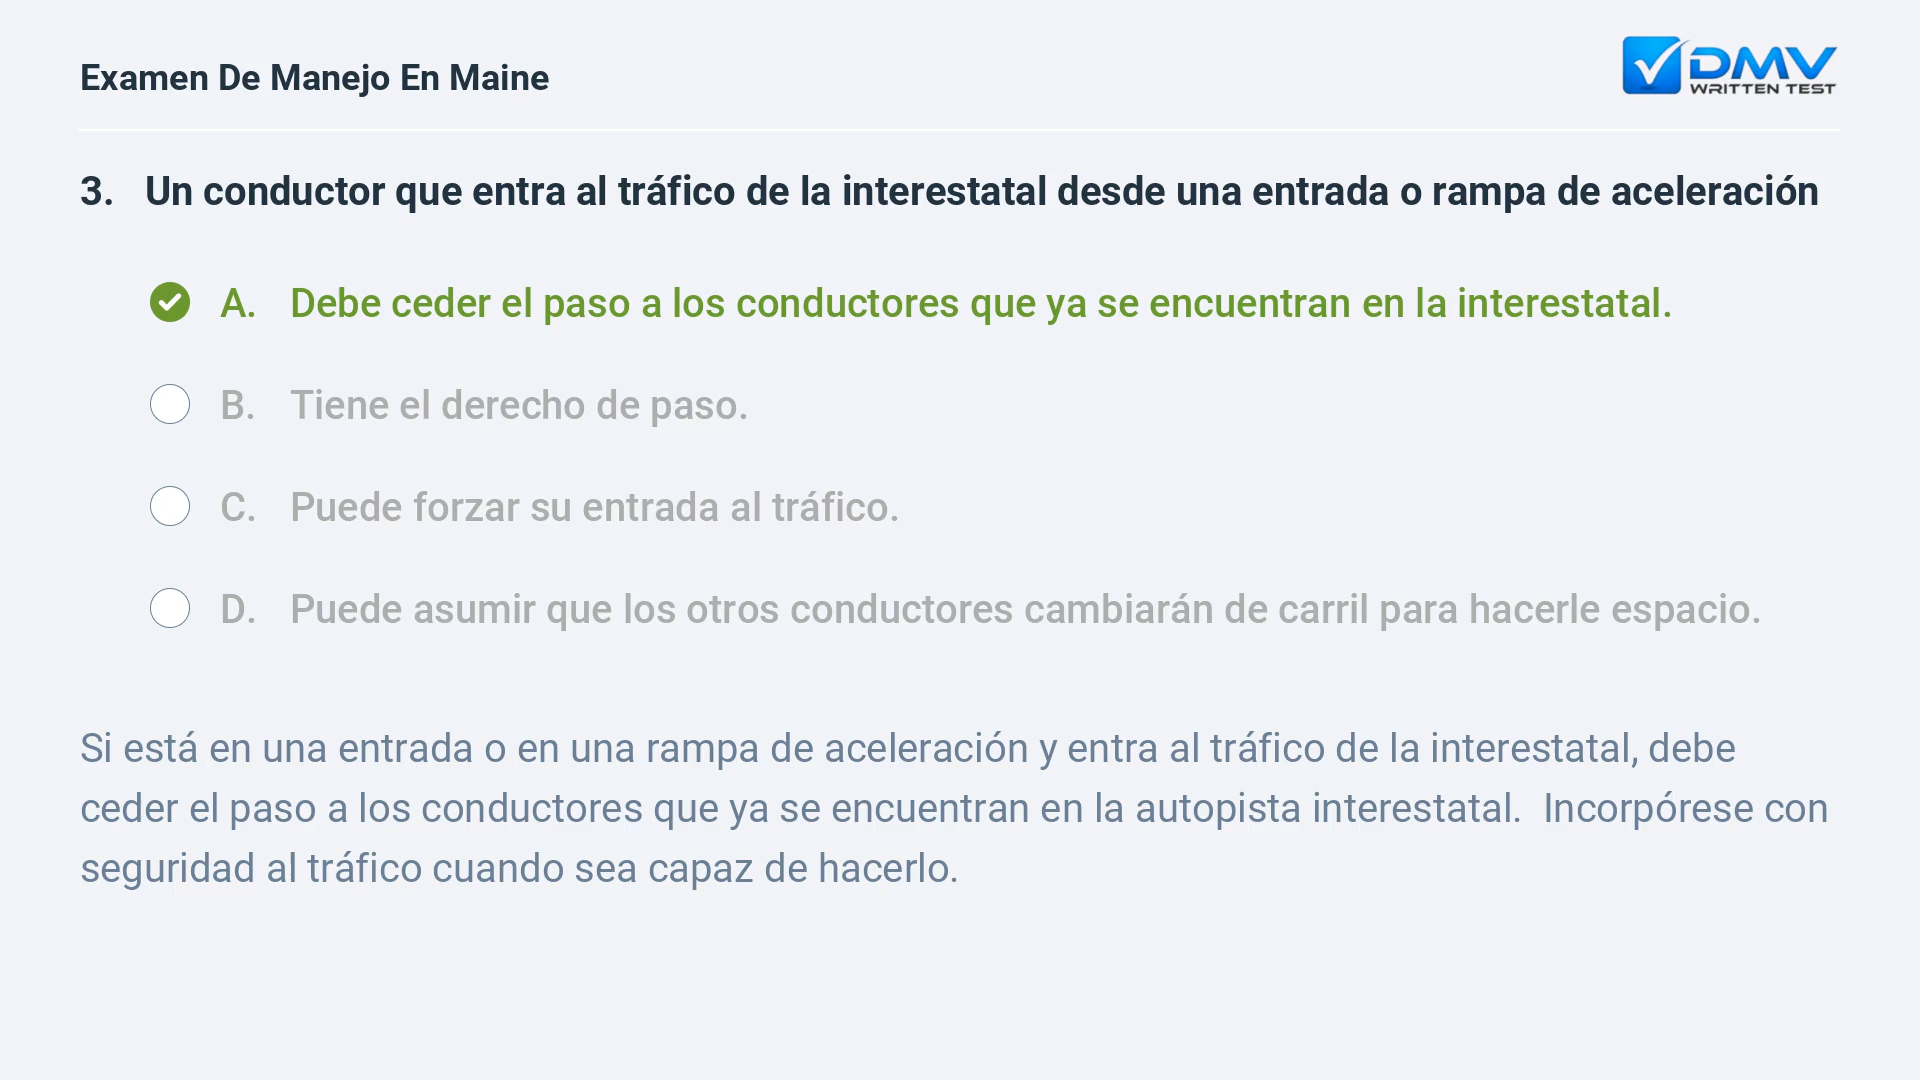 Examen De Manejo En Maine
DMV
WRITTEN TEST
3. Un conductor que entra al tráfico de la interestatal desde una entrada o rampa de aceleración
A. Debe ceder el paso a los conductores que ya se encuentran en la interestatal.
B. Tiene el derecho de paso.
C. Puede forzar su entrada al tráfico.
D. Puede asumir que los otros conductores cambiarán de carril para hacerle espacio.
Si está en una entrada o en una rampa de aceleración y entra al tráfico de la interestatal, debe
ceder el paso a los conductores que ya se encuentran en la autopista interestatal. Incorpórese con
seguridad al tráfico cuando sea capaz de hacerlo.